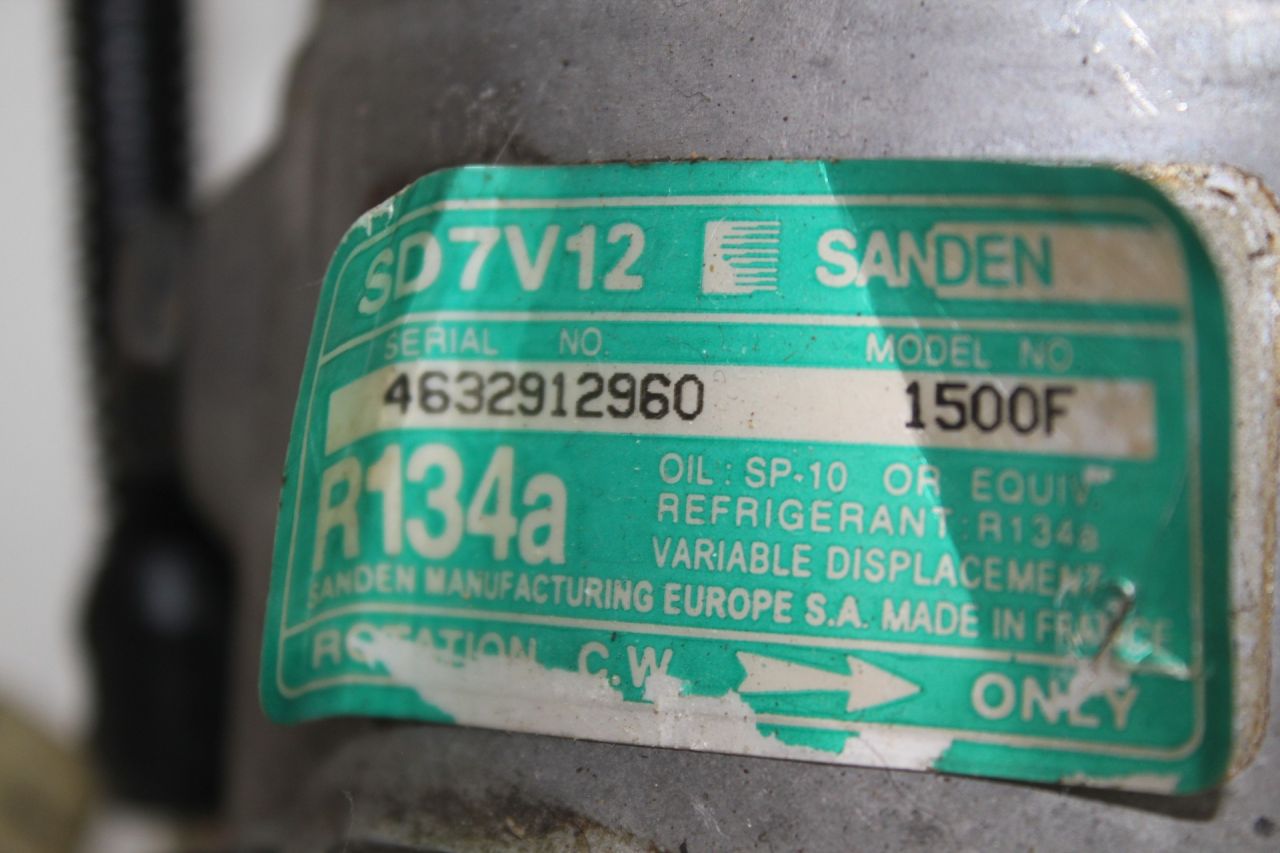 SD7V12 SANDEN
SERIAL NO. MODEL NO
4632912960 1500F
R134a
OIL: SP-10 OR EQUIV.
REFRIGERANT: R134a
VARIABLE DISPLACEMENT
SANDEN MANUFACTURING EUROPE S.A. MADE IN FRANCE
ROTATION C.W. ONLY